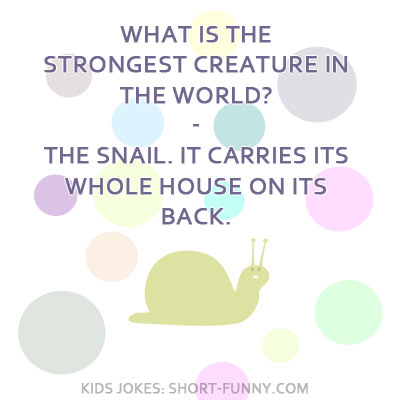 WHAT IS THE
STRONGEST CREATURE IN
THE WORLD?
-
THE SNAIL. IT CARRIES ITS
WHOLE HOUSE ON ITS
BACK.
KIDS JOKES: SHORT-FUNNY.COM